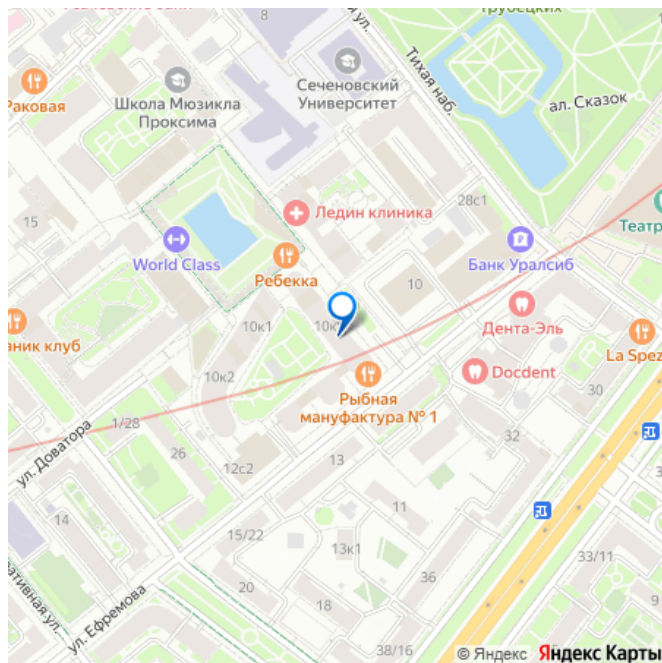 8
Трубецких
Тихая наб.
ул.
Раковая
Школа Мюзикла
Проксима
Сеченовский
Университет
ал. Сказок
15
28с1
Ледин клиника
Театр
World Class
Ребекка
Банк Уралсиб
10
10к1
Дента-Эль
аник клуб
La Spez
10к2
Docdent
Рыбная
мануфактура № 1
30
1/28
ул. Доватора
26
32
12с2
13
14
11
15/22
13к1
33/11
36
20
18
9
ул. Ефремова
38/16
© Яндекс Яндекс Карты